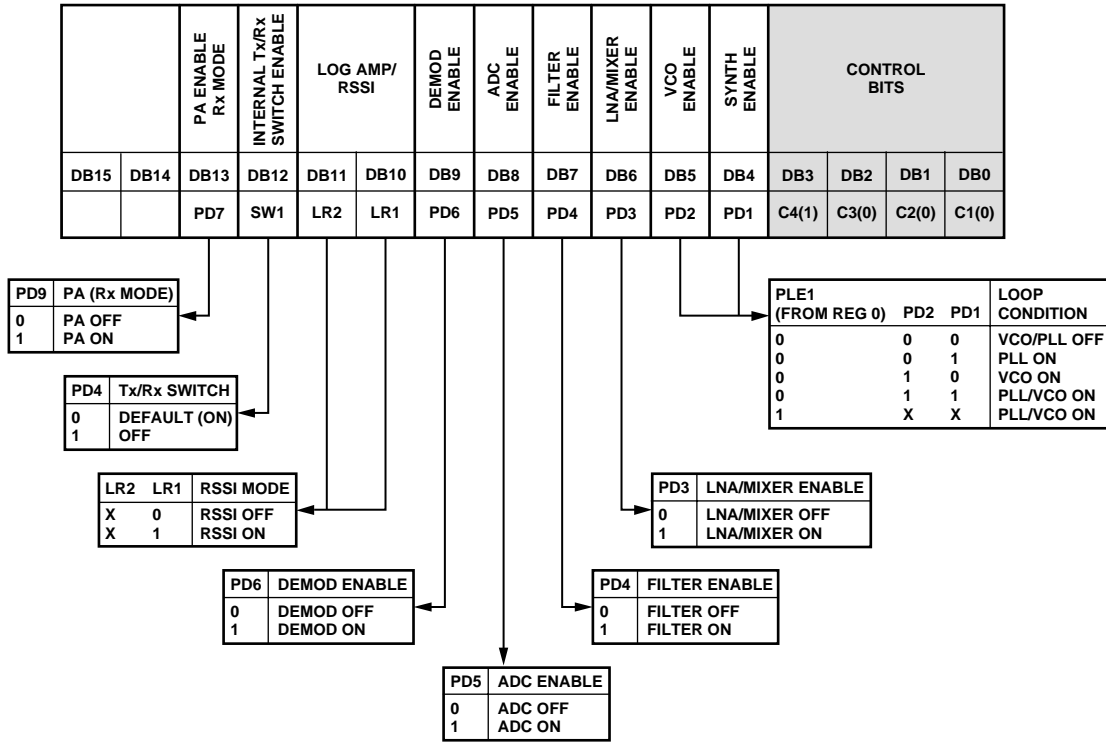 PA ENABLE
Rx MODE
INTERNAL Tx/Rx
SWITCH ENABLE
LOG AMP/
RSSI
DEMOD
ENABLE
ADC
ENABLE
FILTER
ENABLE
LNA/MIXER
ENABLE
VCO
ENABLE
SYNTH
ENABLE
CONTROL
BITS
DB15 DB14 DB13 DB12 DB11 DB10 DB9 DB8 DB7 DB6 DB5 DB4 DB3 DB2 DB1 DB0
PD7 SW1 LR2 LR1 PD6 PD5 PD4 PD3 PD2 PD1 C4(1) C3(0) C2(0) C1(0)
PD9 PA (Rx MODE)
0 PA OFF
1 PA ON
PLE1
(FROM REG 0) PD2 PD1 LOOP
CONDITION
0 0 0 VCO/PLL OFF
0 0 1 PLL ON
0 1 0 VCO ON
0 1 1 PLL/VCO ON
1 X X PLL/VCO ON
PD4 Tx/Rx SWITCH
0 DEFAULT (ON)
1 OFF
LR2 LR1 RSSI MODE
X 0 RSSI OFF
X 1 RSSI ON
PD3 LNA/MIXER ENABLE
0 LNA/MIXER OFF
1 LNA/MIXER ON
PD6 DEMOD ENABLE
0 DEMOD OFF
1 DEMOD ON
PD4 FILTER ENABLE
0 FILTER OFF
1 FILTER ON
PD5 ADC ENABLE
0 ADC OFF
1 ADC ON